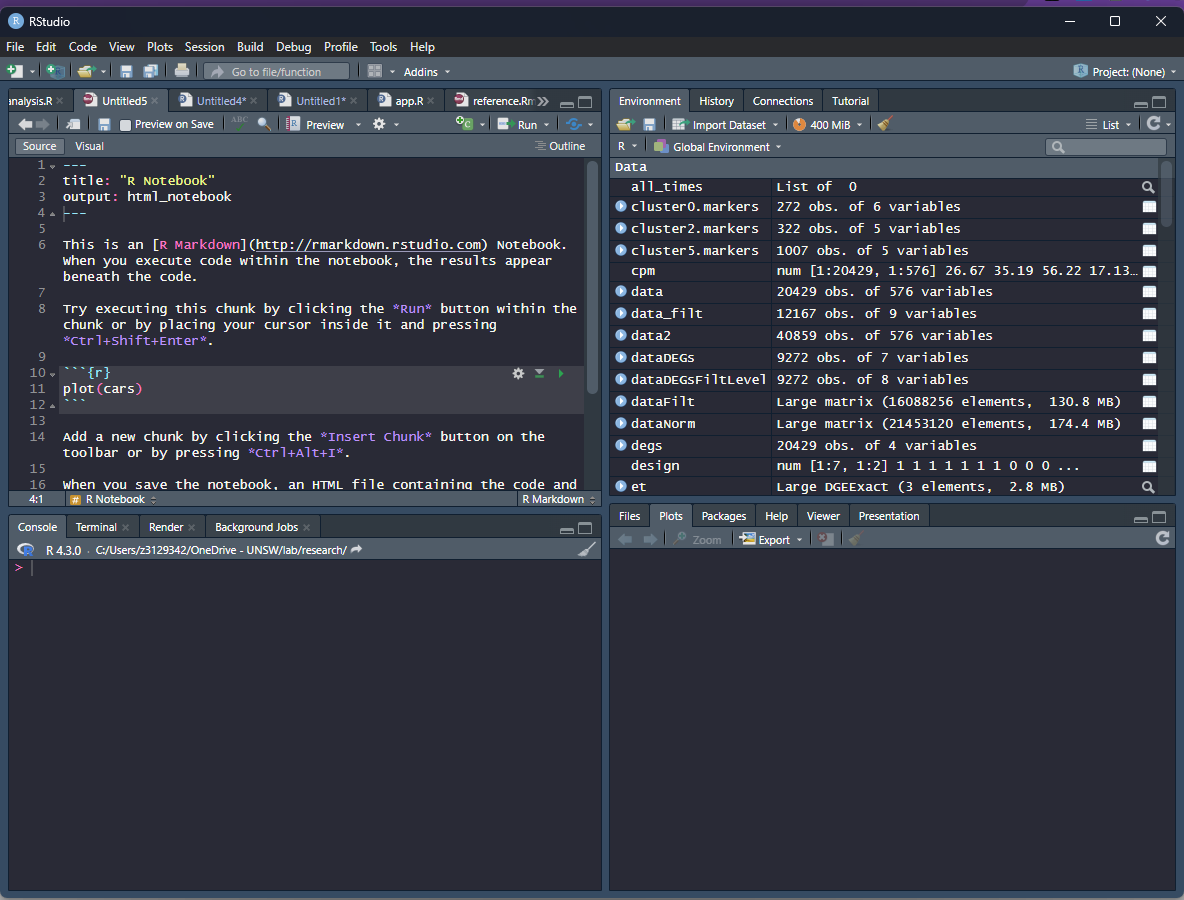 RStudio
File Edit Code View Plots Session Build Debug Profile Tools Help
Go to file/function Addins Project: (None)
analysis.R Untitled5 Untitled4* Untitled1* app.R reference.Rm
Preview on Save ABC Preview Run
Source Visual Outline
1 ---
2 title: "R Notebook"
3 output: html_notebook
4 ---
5
6 This is an [R Markdown](http://rmarkdown.rstudio.com) Notebook.
When you execute code within the notebook, the results appear
beneath the code.
7
8 Try executing this chunk by clicking the *Run* button within the
chunk or by placing your cursor inside it and pressing
*Ctrl+Shift+Enter*.
9
10 ```{r}
11 plot(cars)
12 ```
13
14 Add a new chunk by clicking the *Insert Chunk* button on the
toolbar or by pressing *Ctrl+Alt+I*.
15
16 When you save the notebook, an HTML file containing the code and
4:1 # R Notebook R Markdown
Console Terminal Render Background Jobs
R 4.3.0 · C:/Users/z3129342/OneDrive - UNSW/lab/research/
>
Environment History Connections Tutorial
Import Dataset 400 MiB List
R Global Environment
Data
all_times List of 0
cluster0.markers 272 obs. of 6 variables
cluster2.markers 322 obs. of 5 variables
cluster5.markers 1007 obs. of 5 variables
cpm num [1:20429, 1:576] 26.67 35.19 56.22 17.13…
data 20429 obs. of 576 variables
data_filt 12167 obs. of 9 variables
data2 40859 obs. of 576 variables
dataDEGs 9272 obs. of 7 variables
dataDEGsFiltLevel 9272 obs. of 8 variables
dataFilt Large matrix (16088256 elements, 130.8 MB)
dataNorm Large matrix (21453120 elements, 174.4 MB)
degs 20429 obs. of 4 variables
design num [1:7, 1:2] 1 1 1 1 1 1 1 0 0 0 ...
et Large DGEExact (3 elements, 2.8 MB)
Files Plots Packages Help Viewer Presentation
Zoom Export